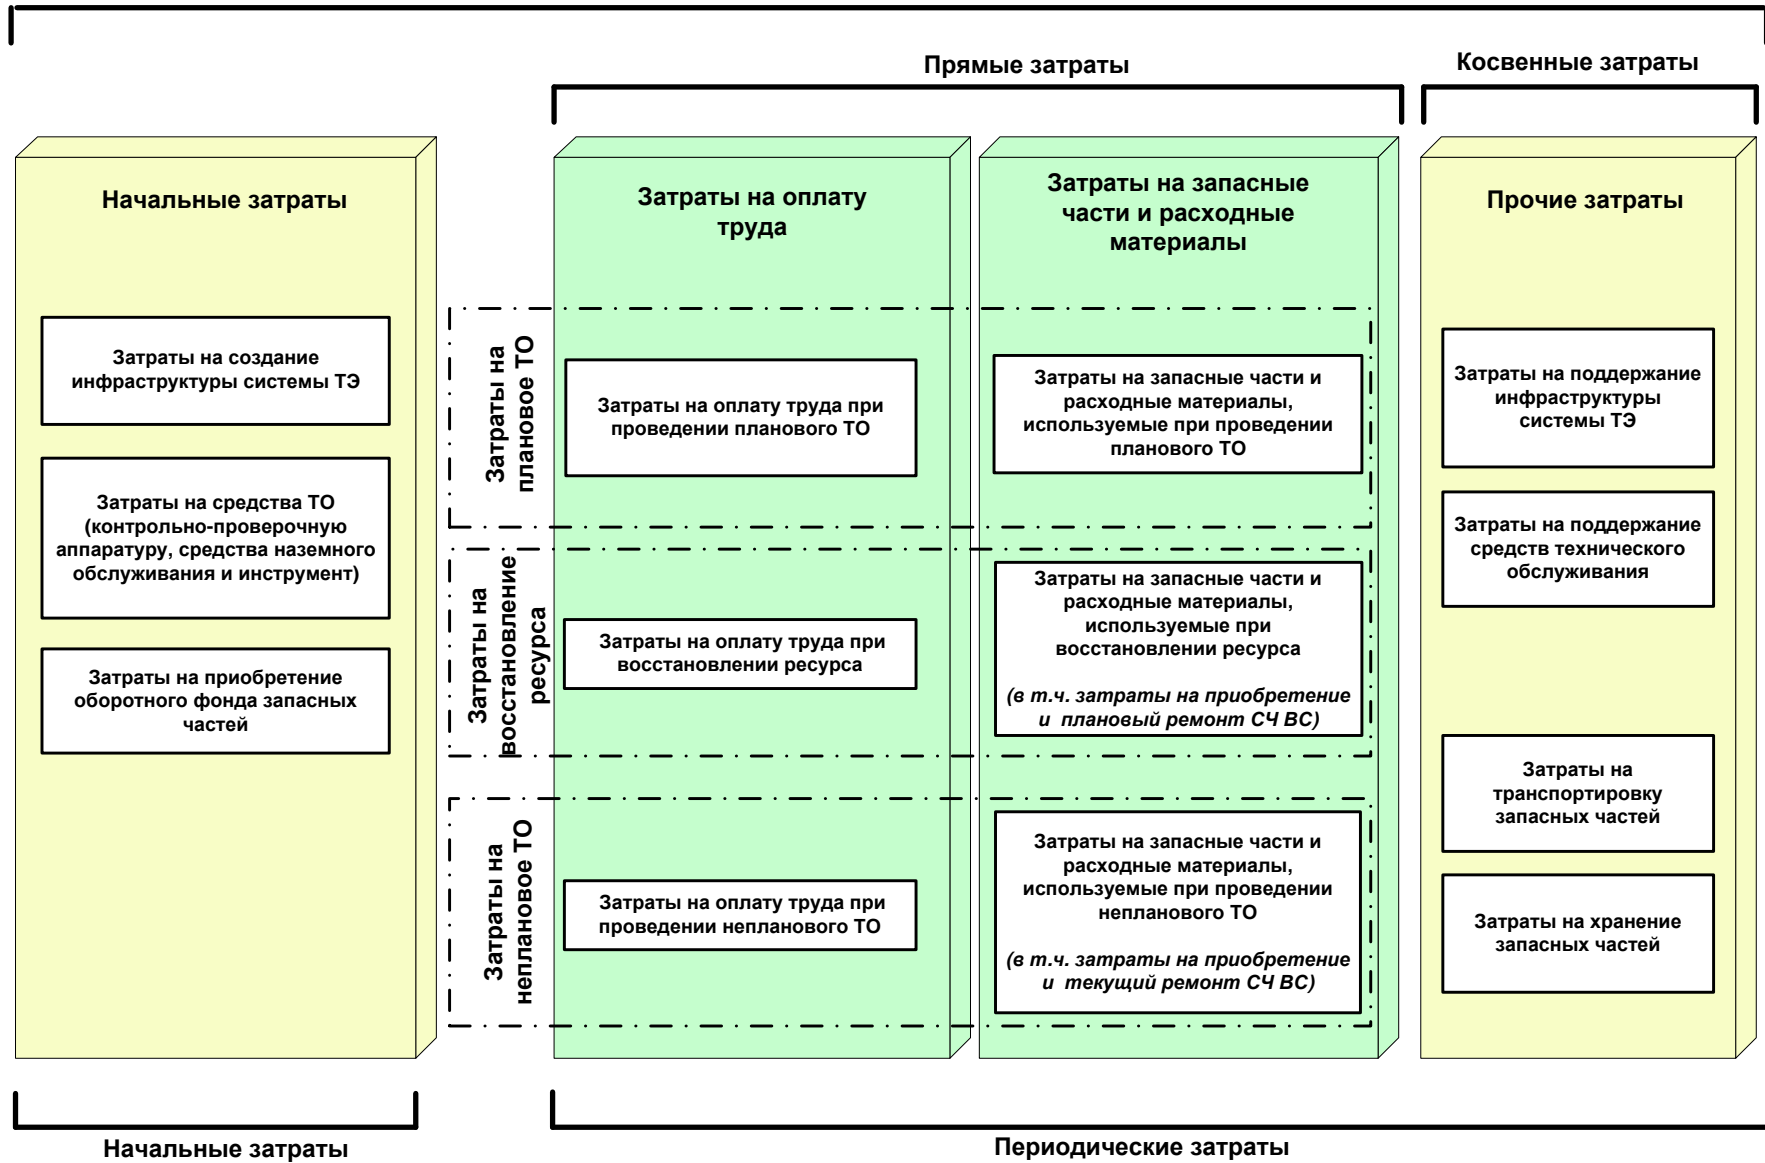 Прямые затраты
Косвенные затраты
Начальные затраты
Затраты на создание
инфраструктуры системы ТЭ
Затраты на средства ТО
(контрольно-проверочную
аппаратуру, средства наземного
обслуживания и инструмент)
Затраты на приобретение
оборотного фонда запасных
частей
Затраты на
плановое ТО
Затраты на
восстановление
ресурса
Затраты на
неплановое ТО
Затраты на оплату
труда
Затраты на оплату труда при
проведении планового ТО
Затраты на оплату труда при
восстановлении ресурса
Затраты на оплату труда при
проведении непланового ТО
Затраты на запасные
части и расходные
материалы
Затраты на запасные части и
расходные материалы,
используемые при проведении
планового ТО
Затраты на запасные части и
расходные материалы,
используемые при
восстановлении ресурса
(в т.ч. затраты на приобретение
и плановый ремонт СЧ ВС)
Затраты на запасные части и
расходные материалы,
используемые при проведении
непланового ТО
(в т.ч. затраты на приобретение
и текущий ремонт СЧ ВС)
Прочие затраты
Затраты на поддержание
инфраструктуры
системы ТЭ
Затраты на поддержание
средств технического
обслуживания
Затраты на
транспортировку
запасных частей
Затраты на хранение
запасных частей
Начальные затраты
Периодические затраты